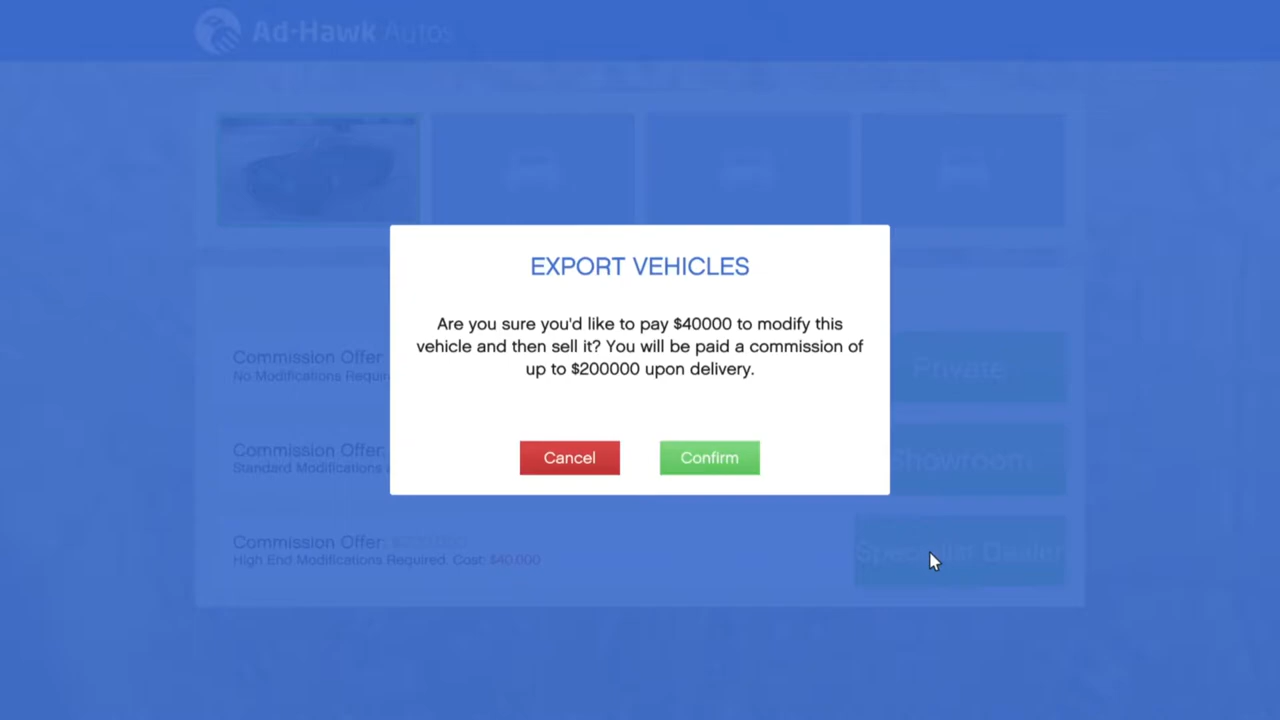 Ad-Hawk Autos
EXPORT VEHICLES
Are you sure you'd like to pay $40000 to modify this
vehicle and then sell it? You will be paid a commission of
up to $200000 upon delivery.
Cancel
Confirm
Commission Offer:
No Modifications Requir
Private
Commission Offer:
Standard Modifications
Showroom
Commission Offer:
High End Modifications Required. Cost: $40,000
Specialist Dealer